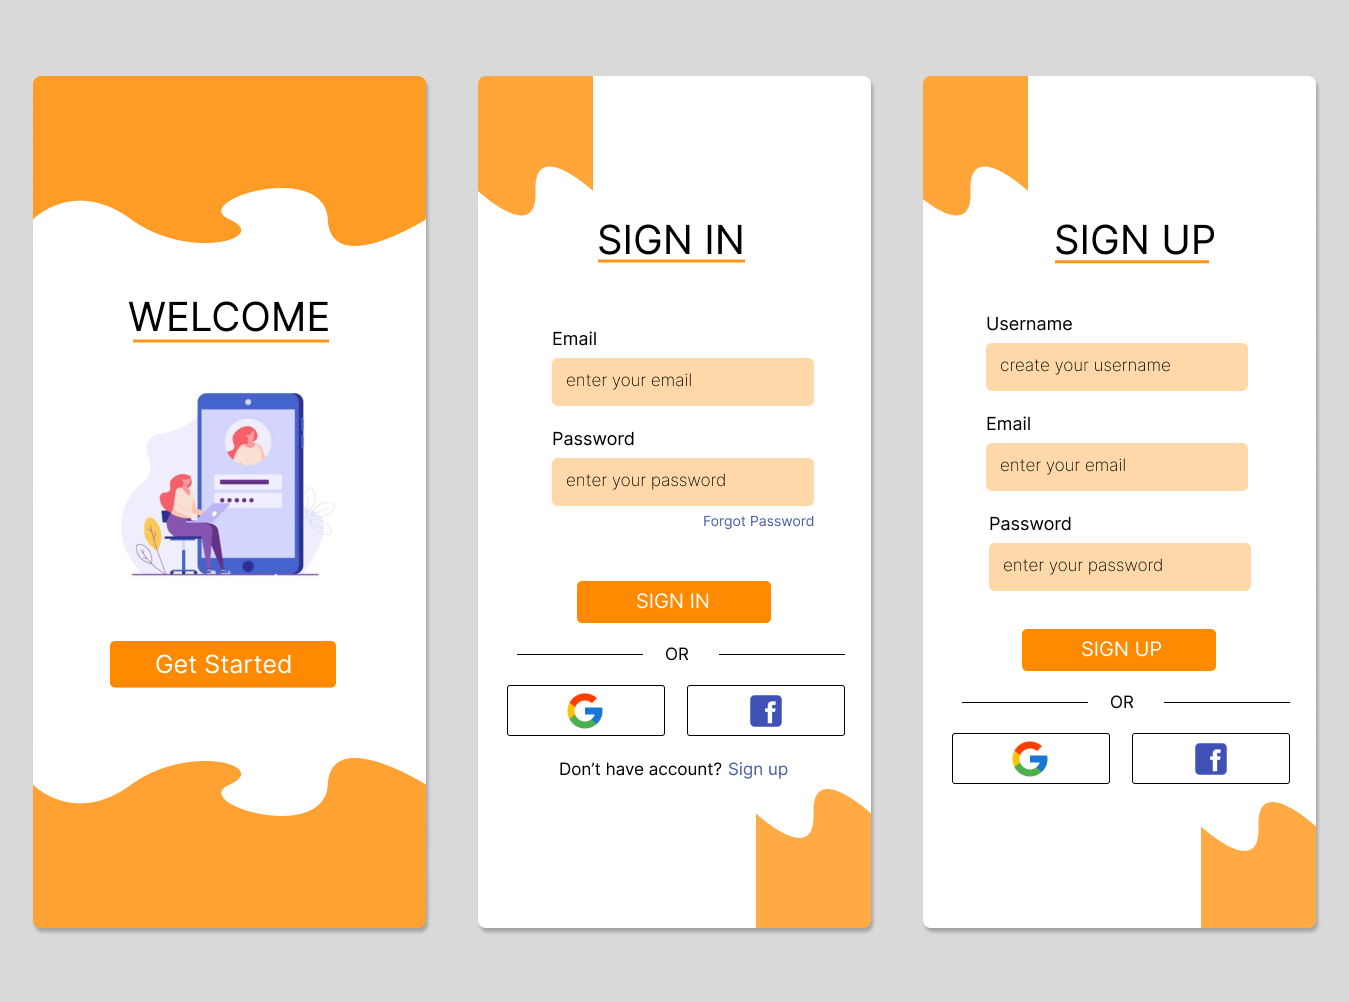 WELCOME
Get Started
SIGN IN
Email
enter your email
Password
enter your password
Forgot Password
SIGN IN
OR
Don’t have account? Sign up
SIGN UP
Username
create your username
Email
enter your email
Password
enter your password
SIGN UP
OR